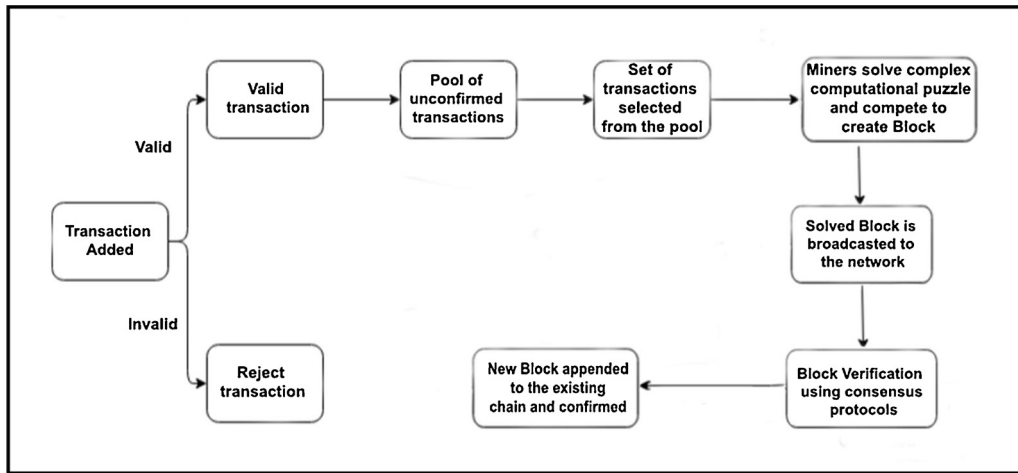 Valid
transaction
Pool of
unconfirmed
transactions
Set of
transactions
selected
from the pool
Miners solve complex
computational puzzle
and compete to
create Block
Valid
Transaction
Added
Solved Block is
broadcasted to
the network
Invalid
Reject
transaction
New Block appended
to the existing
chain and confirmed
Block Verification
using consensus
protocols